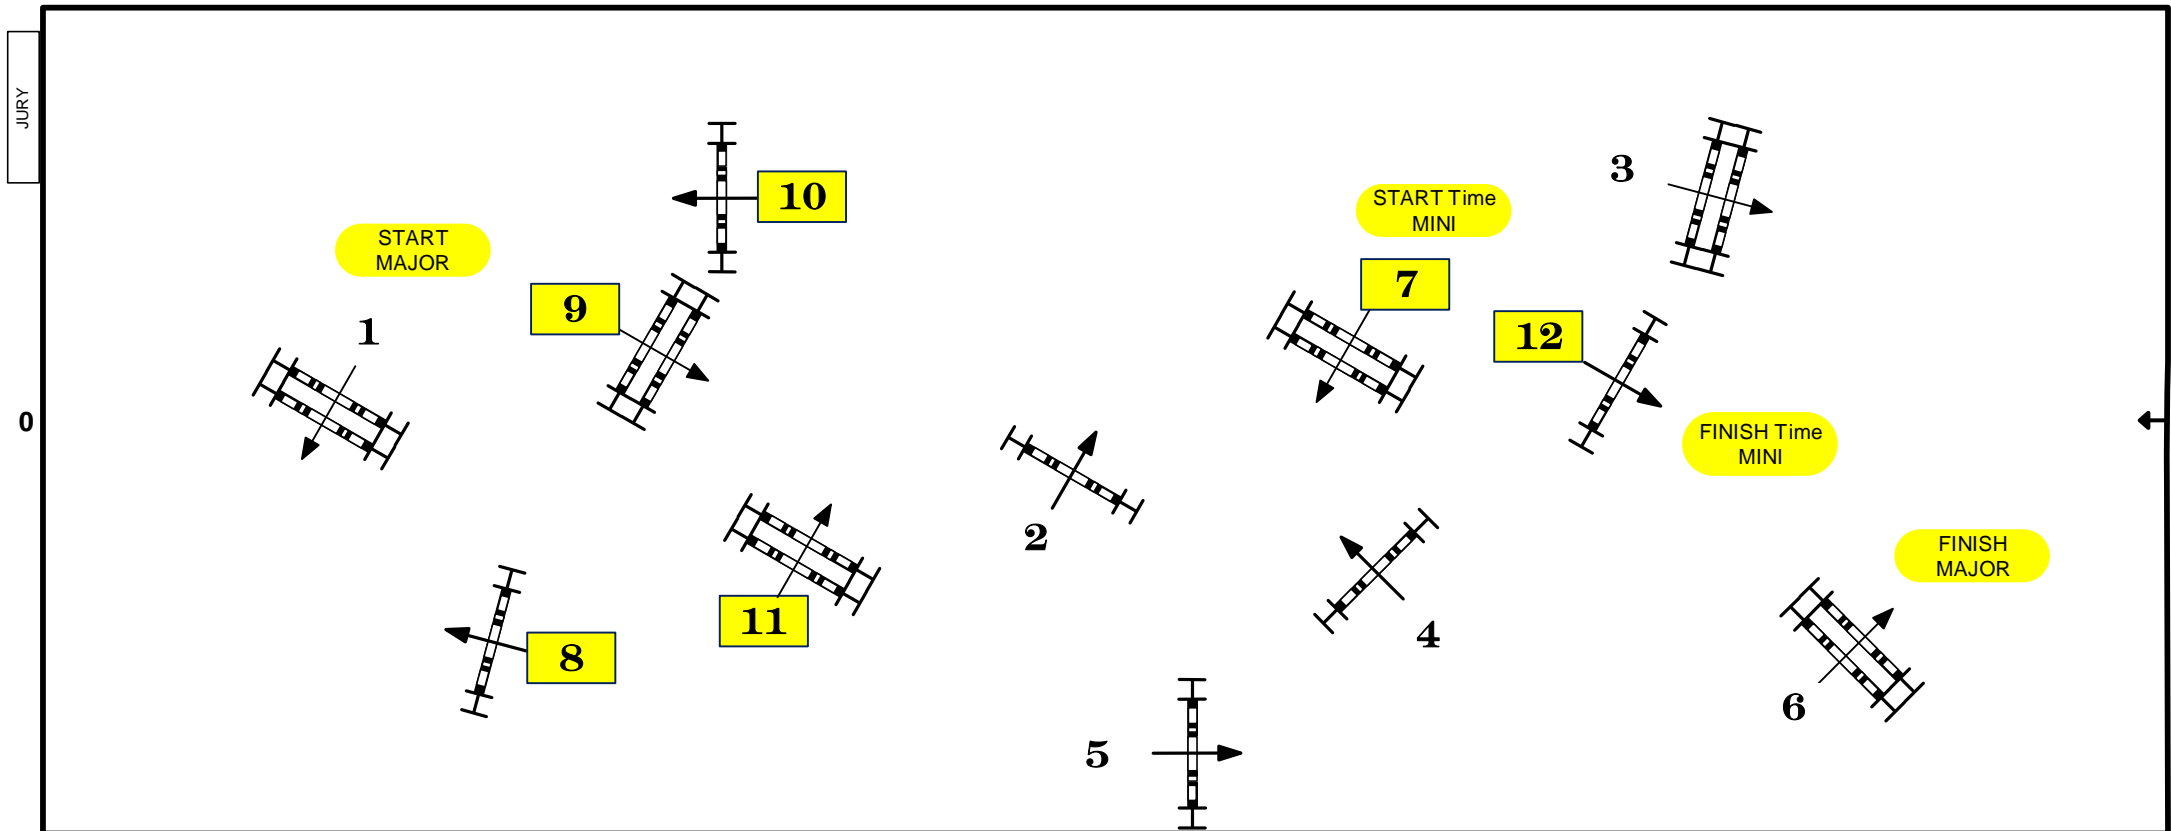 JURY
10
3
START Time
MINI
START
MAJOR
7
9
1
12
0
FINISH Time
MINI
2
FINISH
MAJOR
11
4
8
6
5